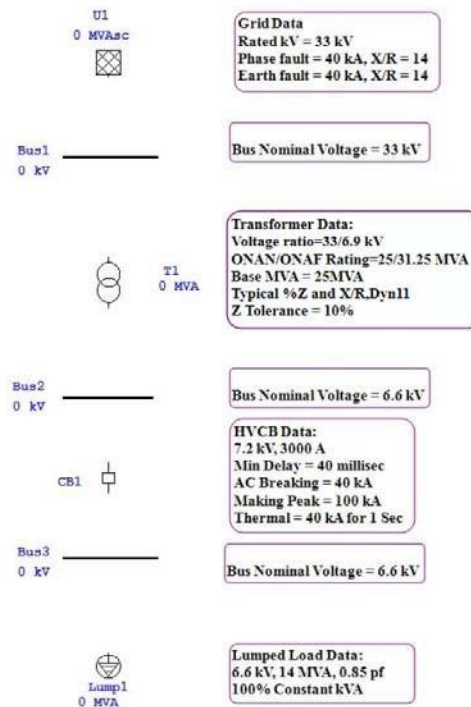 U1
0 MVAsc
Grid Data
Rated kV = 33 kV
Phase fault = 40 kA, X/R = 14
Earth fault = 40 kA, X/R = 14
Bus1
0 kV
Bus Nominal Voltage = 33 kV
T1
0 MVA
Transformer Data:
Voltage ratio=33/6.9 kV
ONAN/ONAF Rating=25/31.25 MVA
Base MVA = 25MVA
Typical %Z and X/R,Dyn11
Z Tolerance = 10%
Bus2
0 kV
Bus Nominal Voltage = 6.6 kV
CB1
HVCB Data:
7.2 kV, 3000 A
Min Delay = 40 millisec
AC Breaking = 40 kA
Making Peak = 100 kA
Thermal = 40 kA for 1 Sec
Bus3
0 kV
Bus Nominal Voltage = 6.6 kV
Lump1
0 MVA
Lumped Load Data:
6.6 kV, 14 MVA, 0.85 pf
100% Constant kVA